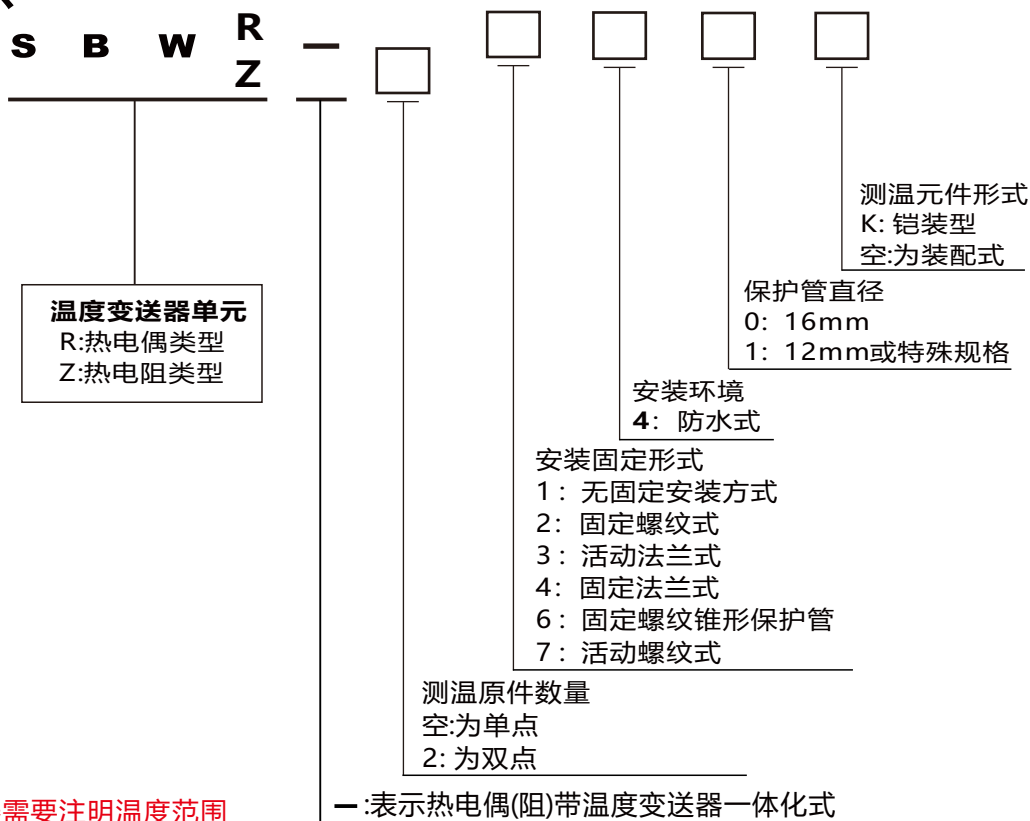 S B W R
Z
—
测温元件形式
K: 铠装型
空:为装配式
保护管直径
0: 16mm
1: 12mm或特殊规格
温度变送器单元
R:热电偶类型
Z:热电阻类型
安装环境
4: 防水式
安装固定形式
1: 无固定安装方式
2: 固定螺纹式
3: 活动法兰式
4: 固定法兰式
6: 固定螺纹锥形保护管
7: 活动螺纹式
测温原件数量
空:为单点
2: 为双点
需要注明温度范围
— :表示热电偶(阻)带温度变送器一体化式